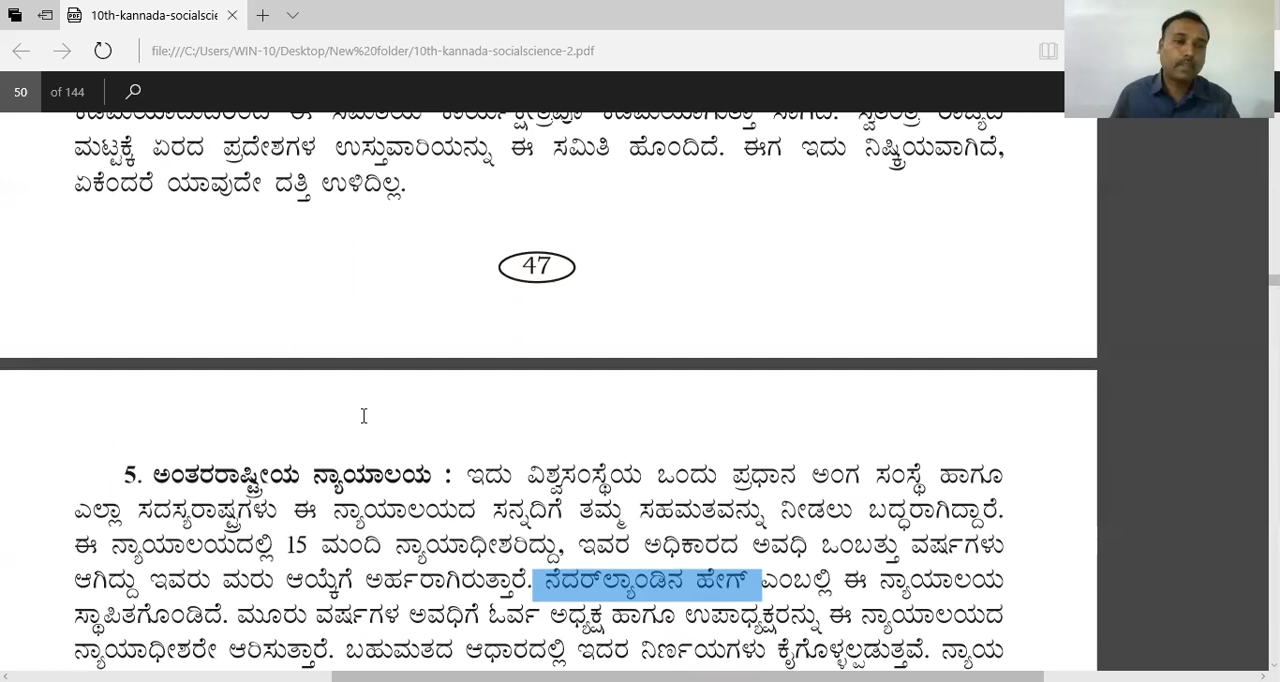 10th-kannada-socialscie
file:///C:/Users/WIN-10/Desktop/New%20folder/10th-kannada-socialscience-2.pdf
50 of 144
ಮಟ್ಟಕ್ಕೆ ಏರದ ಪ್ರದೇಶಗಳ ಉಸ್ತುವಾರಿಯನ್ನು ಈ ಸಮಿತಿ ಹೊಂದಿದೆ. ಈಗ ಇದು ನಿಷ್ಕ್ರಿಯವಾಗಿದೆ,
ಏಕೆಂದರೆ ಯಾವುದೇ ದತ್ತಿ ಉಳಿದಿಲ್ಲ.
47
5. ಅಂತರರಾಷ್ಟ್ರೀಯ ನ್ಯಾಯಾಲಯ : ಇದು ವಿಶ್ವಸಂಸ್ಥೆಯ ಒಂದು ಪ್ರಧಾನ ಅಂಗ ಸಂಸ್ಥೆ ಹಾಗೂ
ಎಲ್ಲಾ ಸದಸ್ಯರಾಷ್ಟ್ರಗಳು ಈ ನ್ಯಾಯಾಲಯದ ಸನ್ನದಿಗೆ ತಮ್ಮ ಸಹಮತವನ್ನು ನೀಡಲು ಬದ್ಧರಾಗಿದ್ದಾರೆ.
ಈ ನ್ಯಾಯಾಲಯದಲ್ಲಿ 15 ಮಂದಿ ನ್ಯಾಯಾಧೀಶರಿದ್ದು, ಇವರ ಅಧಿಕಾರದ ಅವಧಿ ಒಂಬತ್ತು ವರ್ಷಗಳು
ಆಗಿದ್ದು ಇವರು ಮರು ಆಯ್ಕೆಗೆ ಅರ್ಹರಾಗಿರುತ್ತಾರೆ. ನೆದರ್‌ಲ್ಯಾಂಡಿನ ಹೇಗ್ ಎಂಬಲ್ಲಿ ಈ ನ್ಯಾಯಾಲಯ
ಸ್ಥಾಪಿತಗೊಂಡಿದೆ. ಮೂರು ವರ್ಷಗಳ ಅವಧಿಗೆ ಓರ್ವ ಅಧ್ಯಕ್ಷ ಹಾಗೂ ಉಪಾಧ್ಯಕ್ಷರನ್ನು ಈ ನ್ಯಾಯಾಲಯದ
ನ್ಯಾಯಾಧೀಶರೇ ಆರಿಸುತ್ತಾರೆ. ಬಹುಮತದ ಆಧಾರದಲ್ಲಿ ಇದರ ನಿರ್ಣಯಗಳು ಕೈಗೊಳ್ಳಲ್ಪಡುತ್ತವೆ. ನ್ಯಾಯ